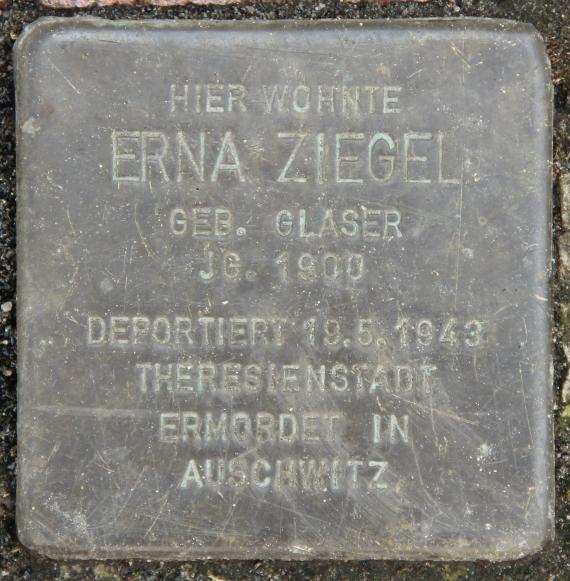 HIER WOHNTE
ERNA ZIEGEL
GEB. GLASER
JG. 1900
DEPORTIERT 19.5.1943
THERESIENSTADT
ERMORDET IN
AUSCHWITZ